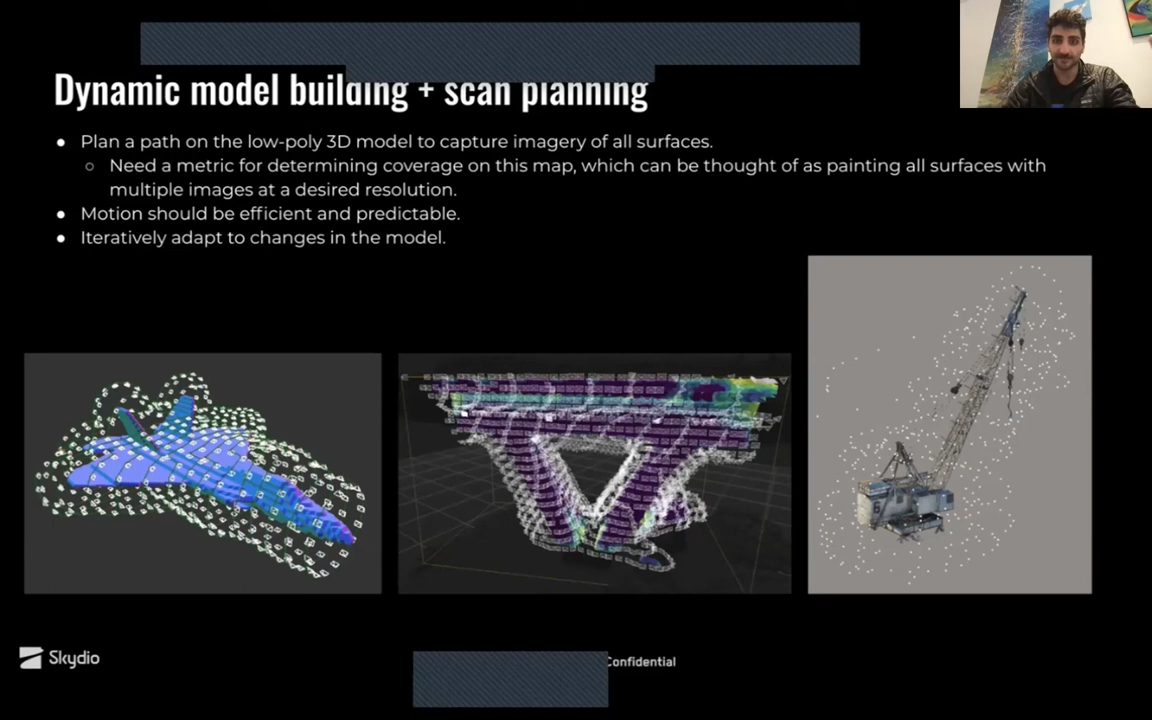 Dynamic model building + scan planning
● Plan a path on the low-poly 3D model to capture imagery of all surfaces.
○ Need a metric for determining coverage on this map, which can be thought of as painting all surfaces with
multiple images at a desired resolution.
● Motion should be efficient and predictable.
● Iteratively adapt to changes in the model.
6
Skydio
Confidential